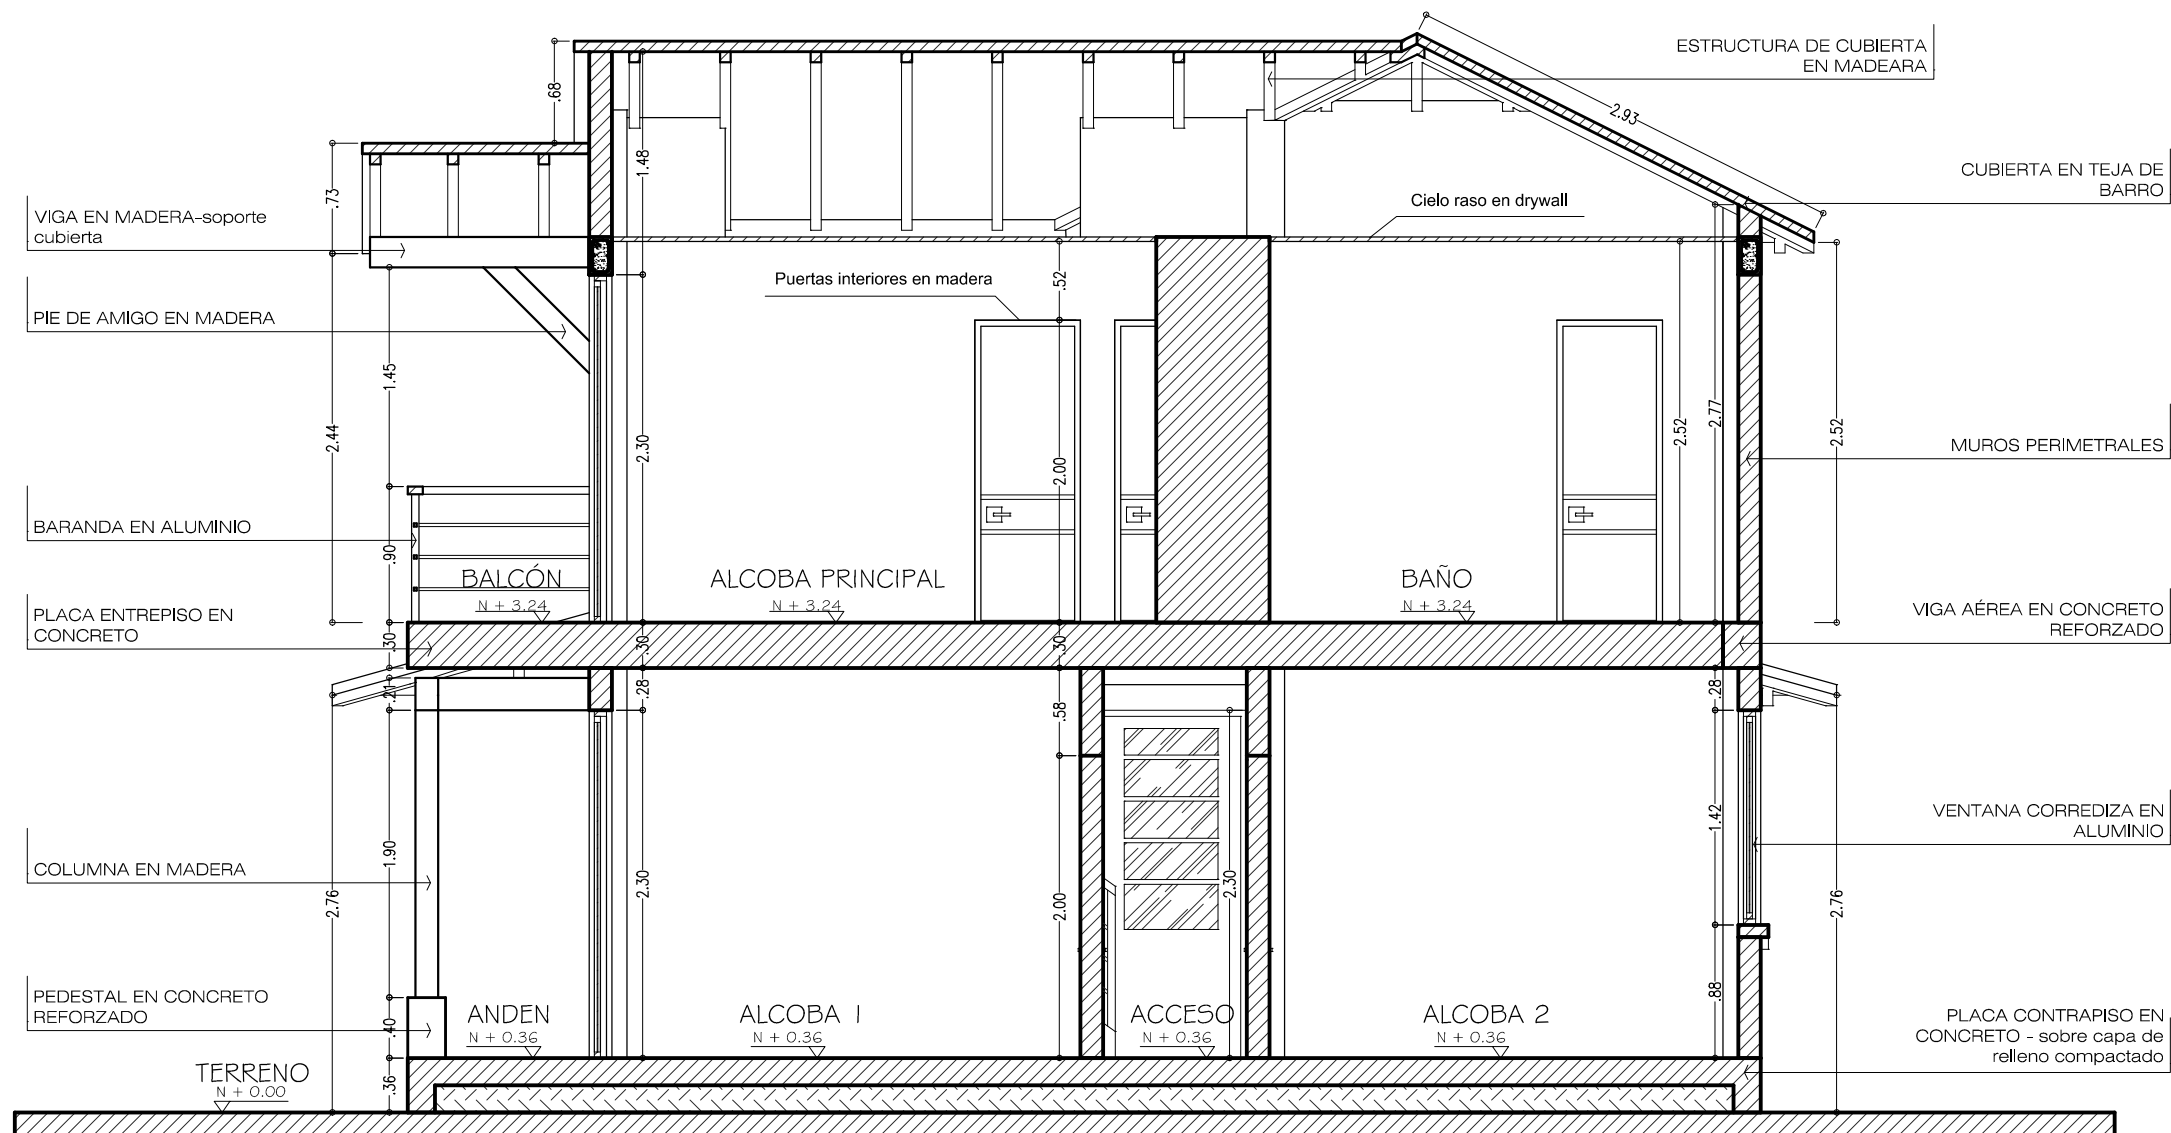 ESTRUCTURA DE CUBIERTA
EN MADEARA
.68
2.93
1.48
.73
CUBIERTA EN TEJA DE
BARRO
Cielo raso en drywall
VIGA EN MADERA-soporte
cubierta
Puertas interiores en madera
.52
PIE DE AMIGO EN MADERA
1.45
2.44
2.30
2.00
2.52
2.77
2.52
MUROS PERIMETRALES
BARANDA EN ALUMINIO
.90
BALCÓN
N + 3.24
ALCOBA PRINCIPAL
N + 3.24
BAÑO
N + 3.24
PLACA ENTREPISO EN
CONCRETO
VIGA AÉREA EN CONCRETO
REFORZADO
.30
.30
.30
.21
.28
.58
.28
VENTANA CORREDIZA EN
ALUMINIO
1.42
1.90
COLUMNA EN MADERA
2.76
2.30
2.00
2.30
2.76
.88
PEDESTAL EN CONCRETO
REFORZADO
.40
ANDEN
N + 0.36
ALCOBA 1
N + 0.36
ACCESO
N + 0.36
ALCOBA 2
N + 0.36
PLACA CONTRAPISO EN
CONCRETO - sobre capa de
relleno compactado
TERRENO
N + 0.00
.36